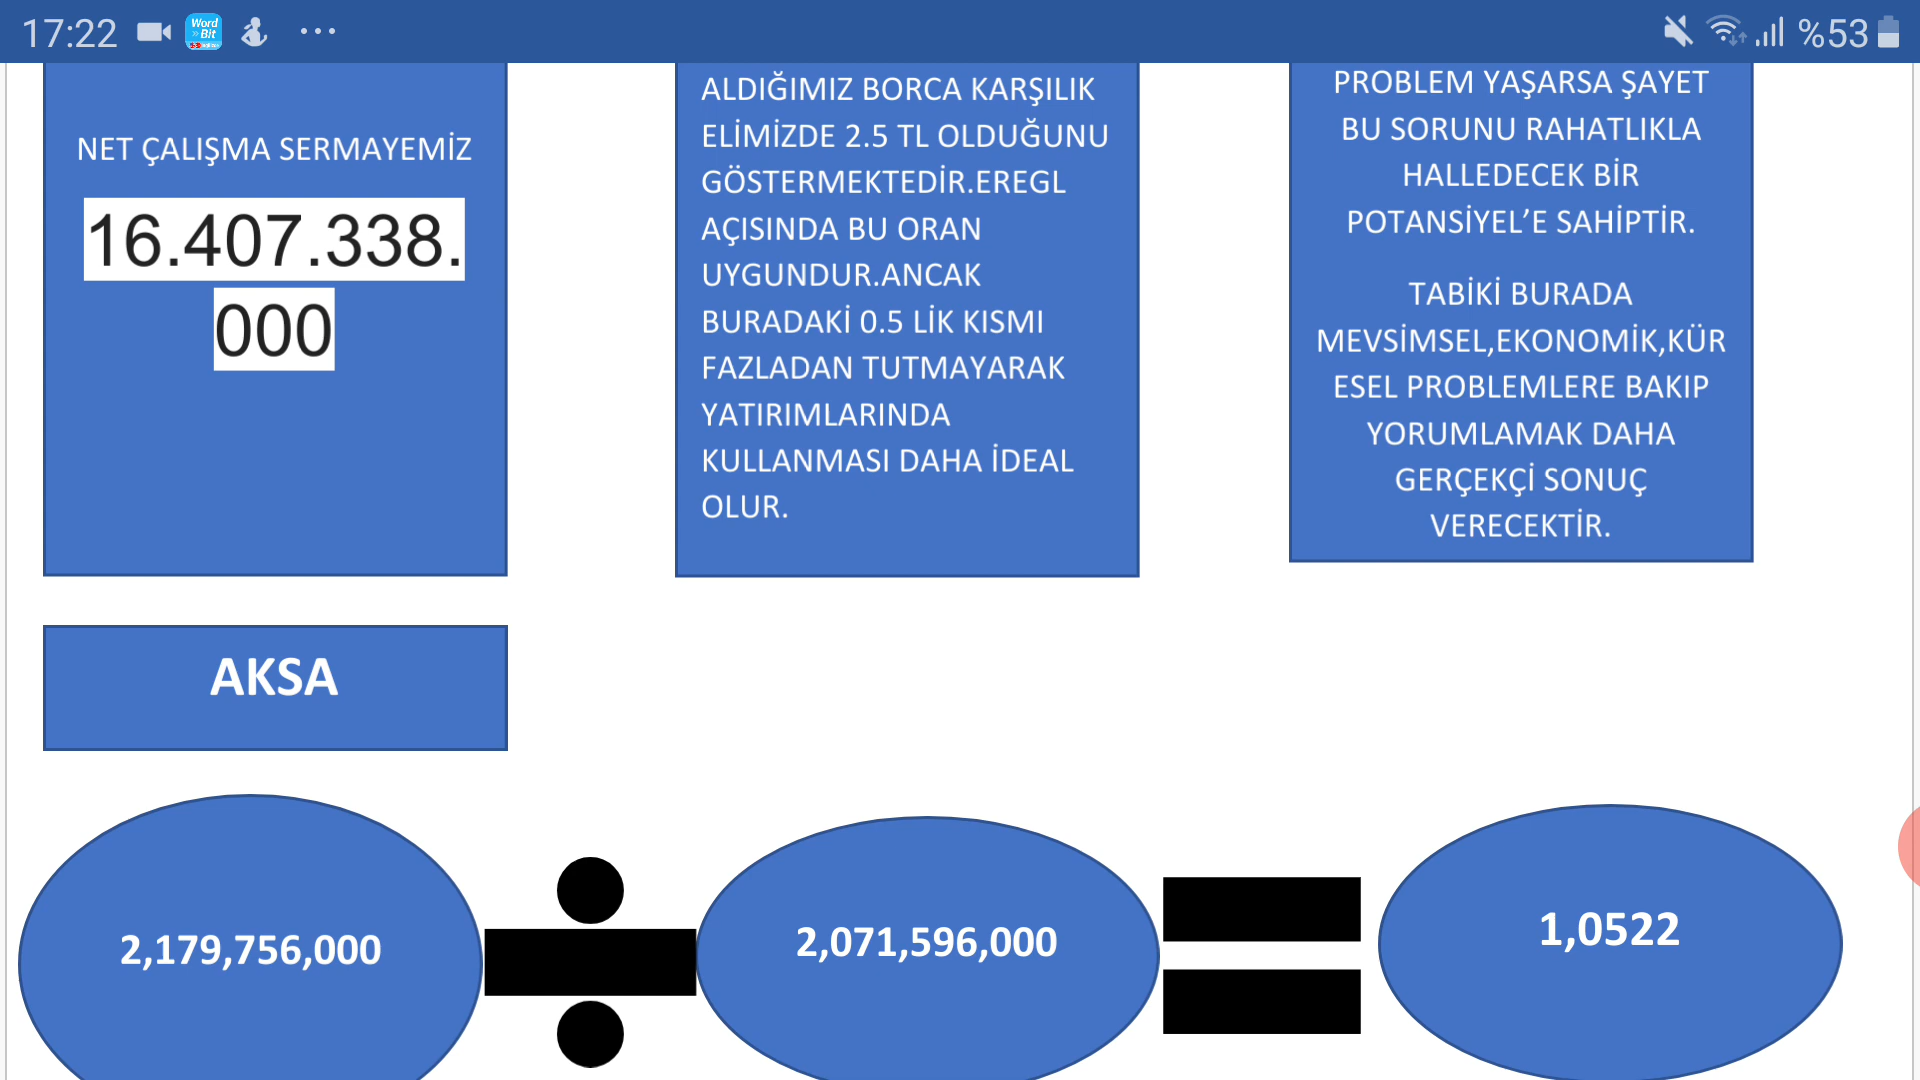 17:22
Word
Bit
%53
NET ÇALIŞMA SERMAYEMİZ
16.407.338.
000
ALDIĞIMIZ BORCA KARŞILIK
ELİMİZDE 2.5 TL OLDUĞUNU
GÖSTERMEKTEDİR.EREGL
AÇISINDA BU ORAN
UYGUNDUR.ANCAK
BURADAKİ 0.5 LİK KISMI
FAZLADAN TUTMAYARAK
YATIRIMLARINDA
KULLANMASI DAHA İDEAL
OLUR.
PROBLEM YAŞARSA ŞAYET
BU SORUNU RAHATLIKLA
HALLEDECEK BİR
POTANSİYEL’E SAHİPTİR.
TABİKİ BURADA
MEVSİMSEL,EKONOMİK,KÜR
ESEL PROBLEMLERE BAKIP
YORUMLAMAK DAHA
GERÇEKÇİ SONUÇ
VERECEKTİR.
AKSA
2,179,756,000
2,071,596,000
1,0522